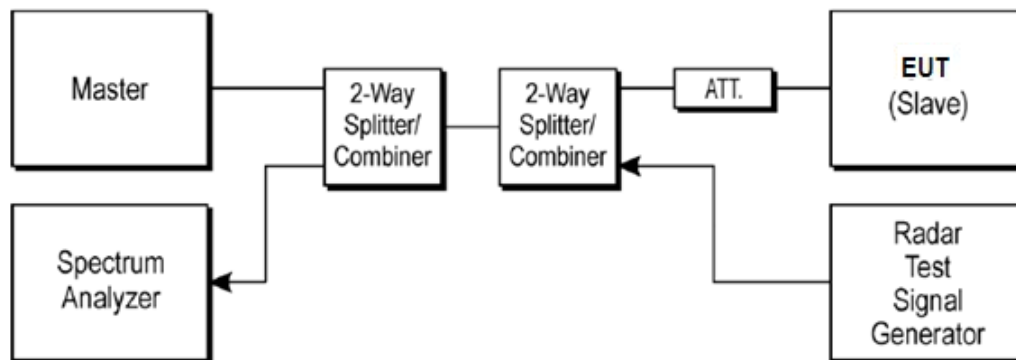 Master
2-Way
Splitter/
Combiner
2-Way
Splitter/
Combiner
ATT.
EUT
(Slave)
Spectrum
Analyzer
Radar
Test
Signal
Generator